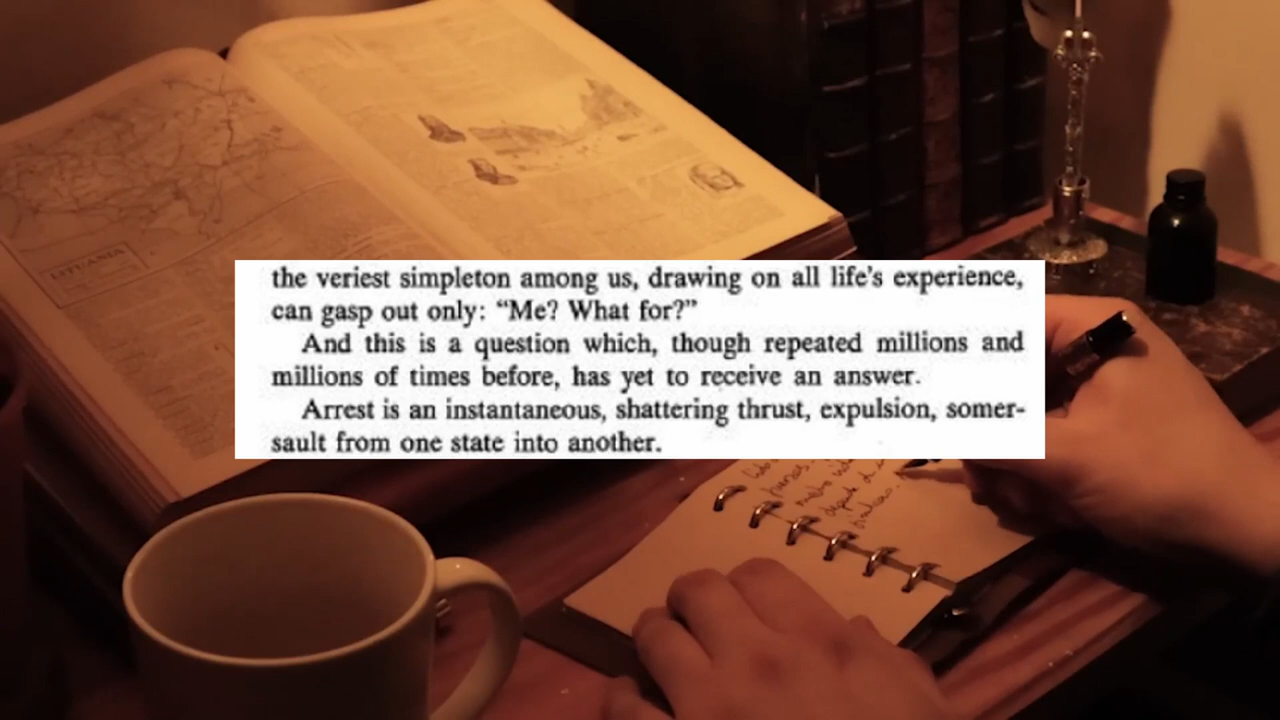 LITUANIA
the veriest simpleton among us, drawing on all life's experience,
can gasp out only: “Me? What for?”
And this is a question which, though repeated millions and
millions of times before, has yet to receive an answer.
Arrest is an instantaneous, shattering thrust, expulsion, somer-
sault from one state into another.